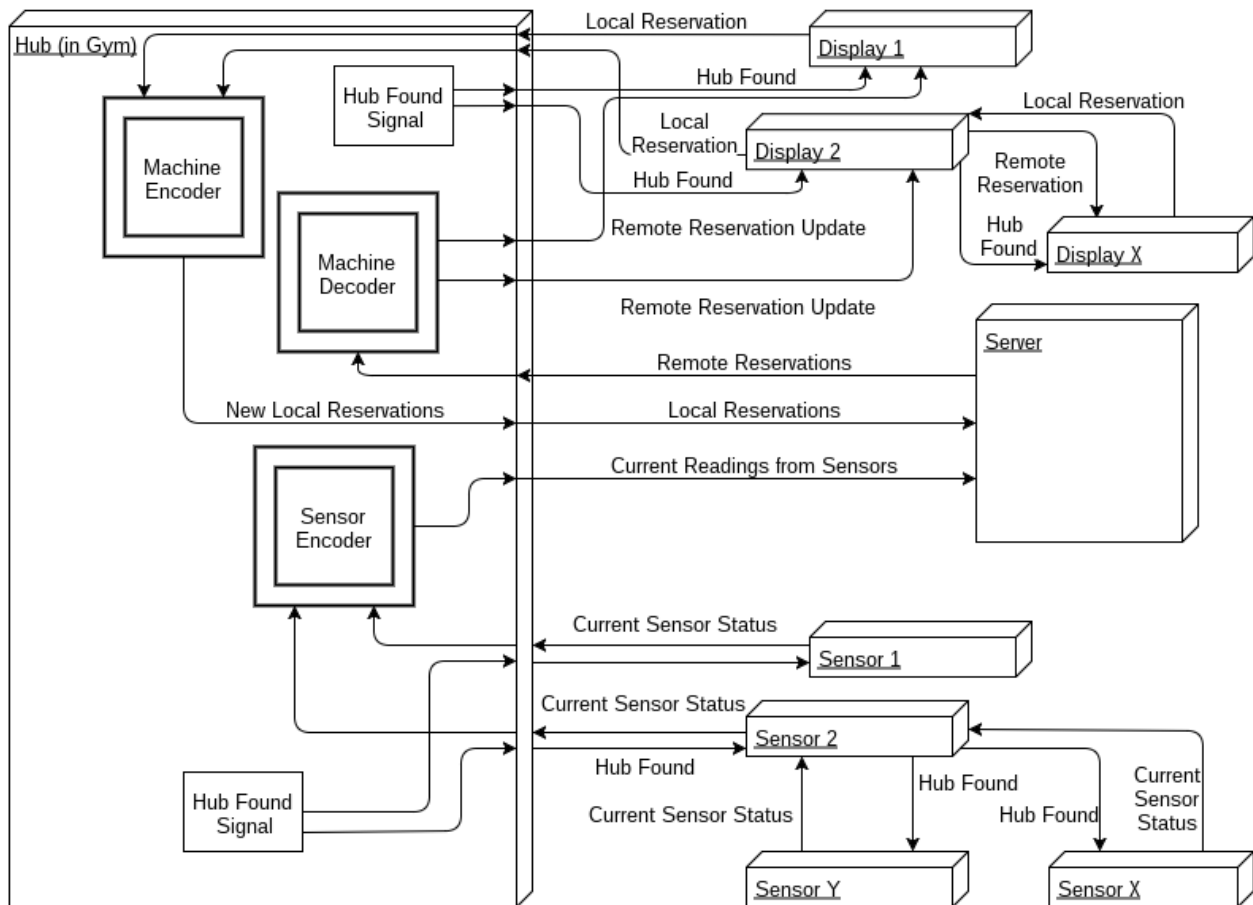 Local Reservation
Hub (in Gym)
Display 1
Hub Found
Signal
Hub Found
Local Reservation
Machine
Encoder
Local
Reservation
Display 2
Remote
Reservation
Hub Found
Machine
Decoder
Remote Reservation Update
Hub
Found
Display X
Remote Reservation Update
Server
Remote Reservations
New Local Reservations
Local Reservations
Current Readings from Sensors
Sensor
Encoder
Current Sensor Status
Sensor 1
Current Sensor Status
Sensor 2
Hub Found
Hub Found
Signal
Current Sensor Status
Hub Found
Hub Found
Current
Sensor
Status
Sensor Y
Sensor X